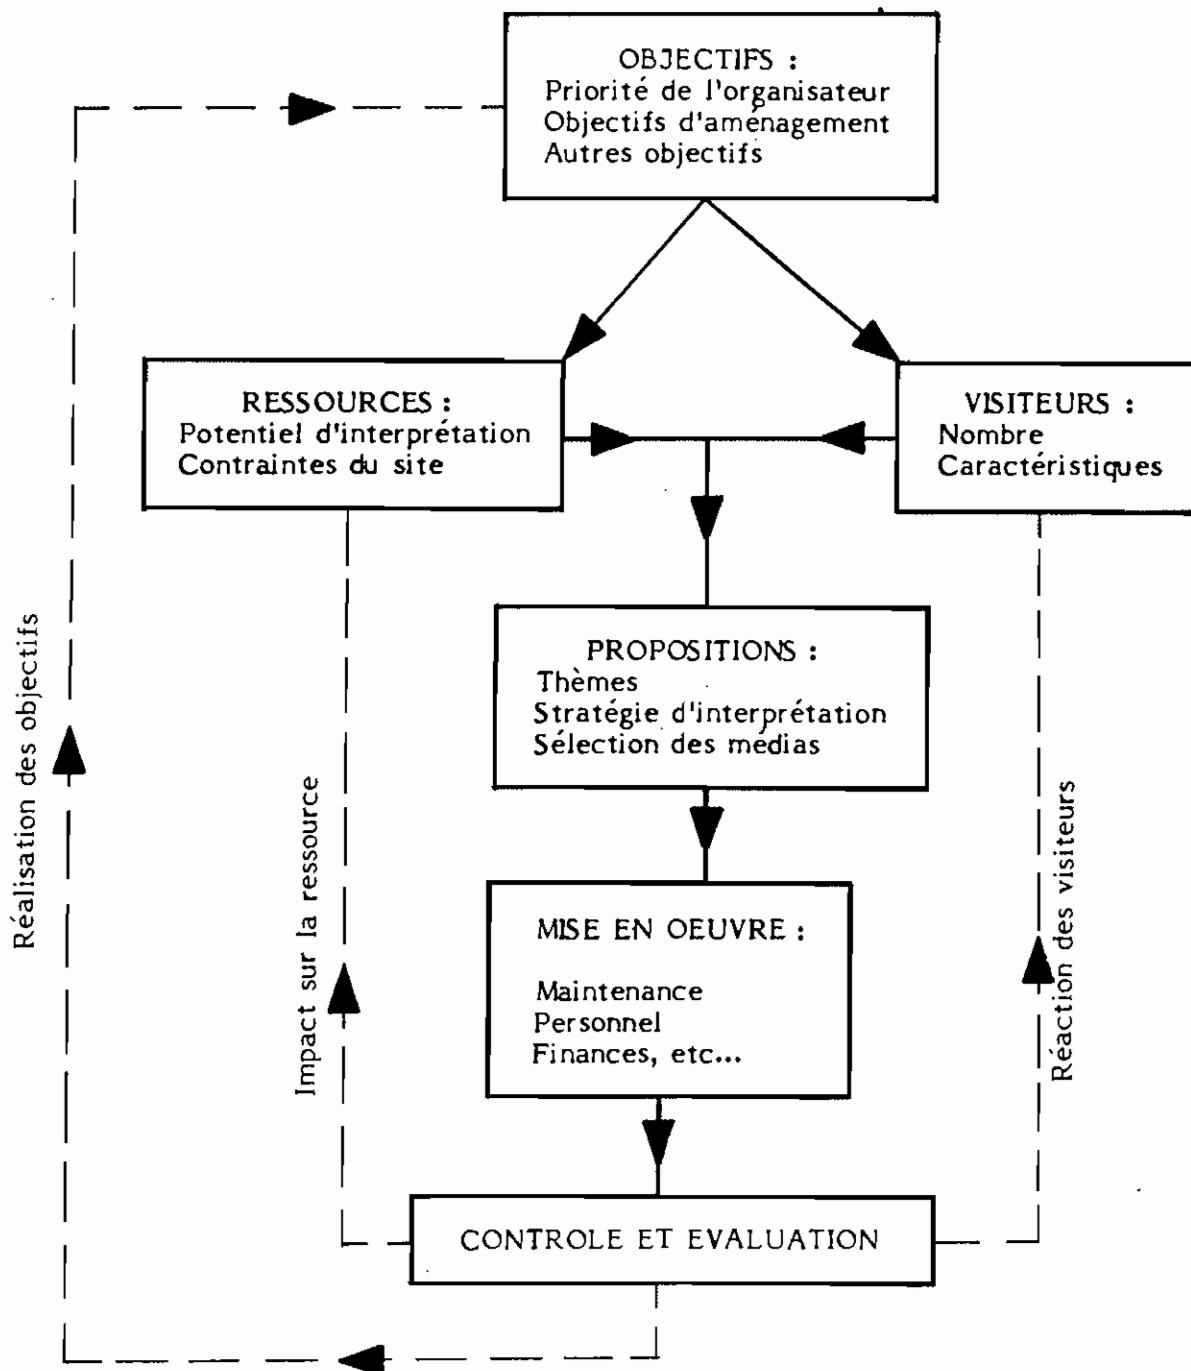 OBJECTIFS :
Priorité de l'organisateur
Objectifs d'aménagement
Autres objectifs
RESSOURCES :
Potentiel d'interprétation
Contraintes du site
VISITEURS :
Nombre
Caractéristiques
PROPOSITIONS :
Thèmes
Stratégie d'interprétation
Sélection des médias
MISE EN OEUVRE :
Maintenance
Personnel
Finances, etc...
CONTROLE ET EVALUATION
Réalisation des objectifs
Impact sur la ressource
Réaction des visiteurs